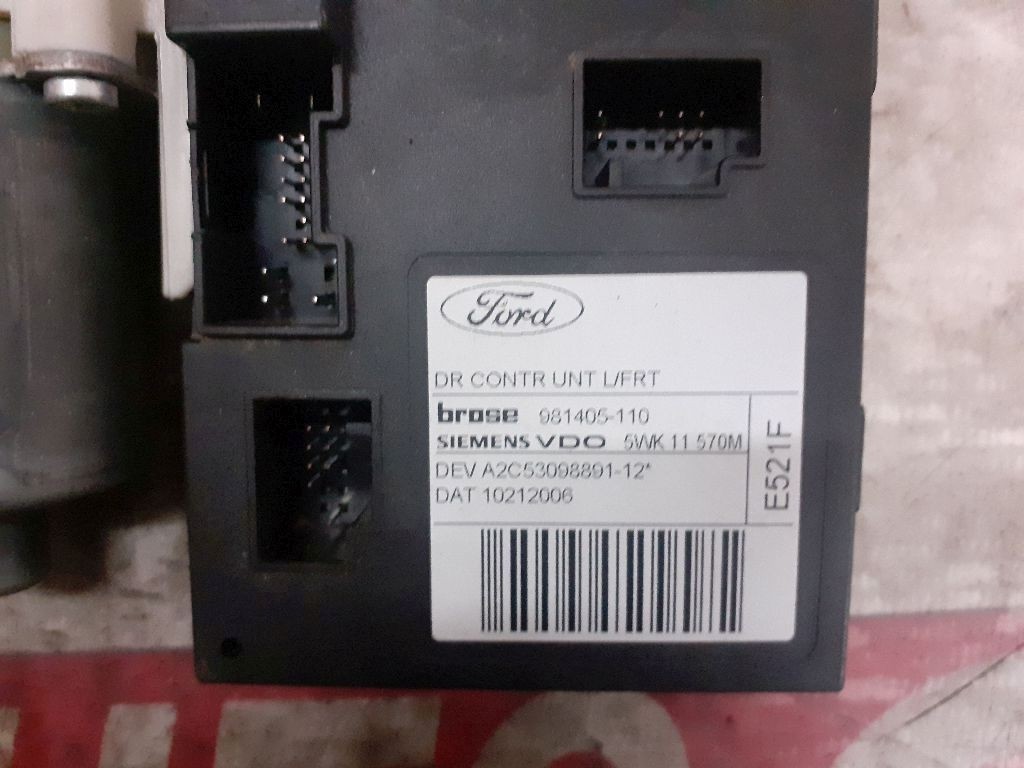 Ford
DR CONTR UNT L/FRT
brose 981405-110
SIEMENS VDO 5WK 11 570M
DEV A2C53098891-12*
DAT 10212006
E521F